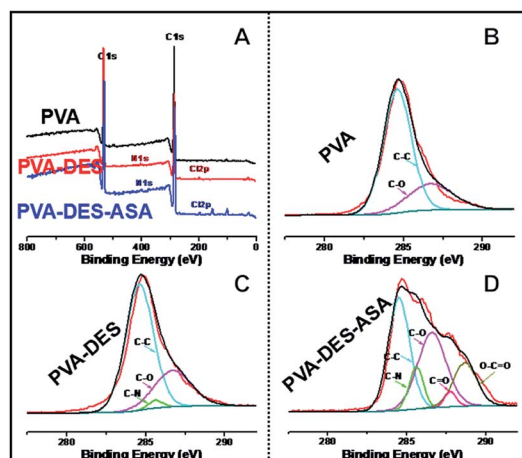 A
C1s
C1s
PVA
PVA-DES
N1s
Cl2p
N1s
Cl2p
PVA-DES-ASA
800 600 400 200 0
Binding Energy (eV)
B
PVA
C-C
C-O
280 285 290
Binding Energy (eV)
C
PVA-DES
C-C
C-O
C-N
280 285 290
Binding Energy (eV)
D
PVA-DES-ASA
C-O
C-C
C-N
C=O
O-C=O
280 285 290
Binding Energy (eV)